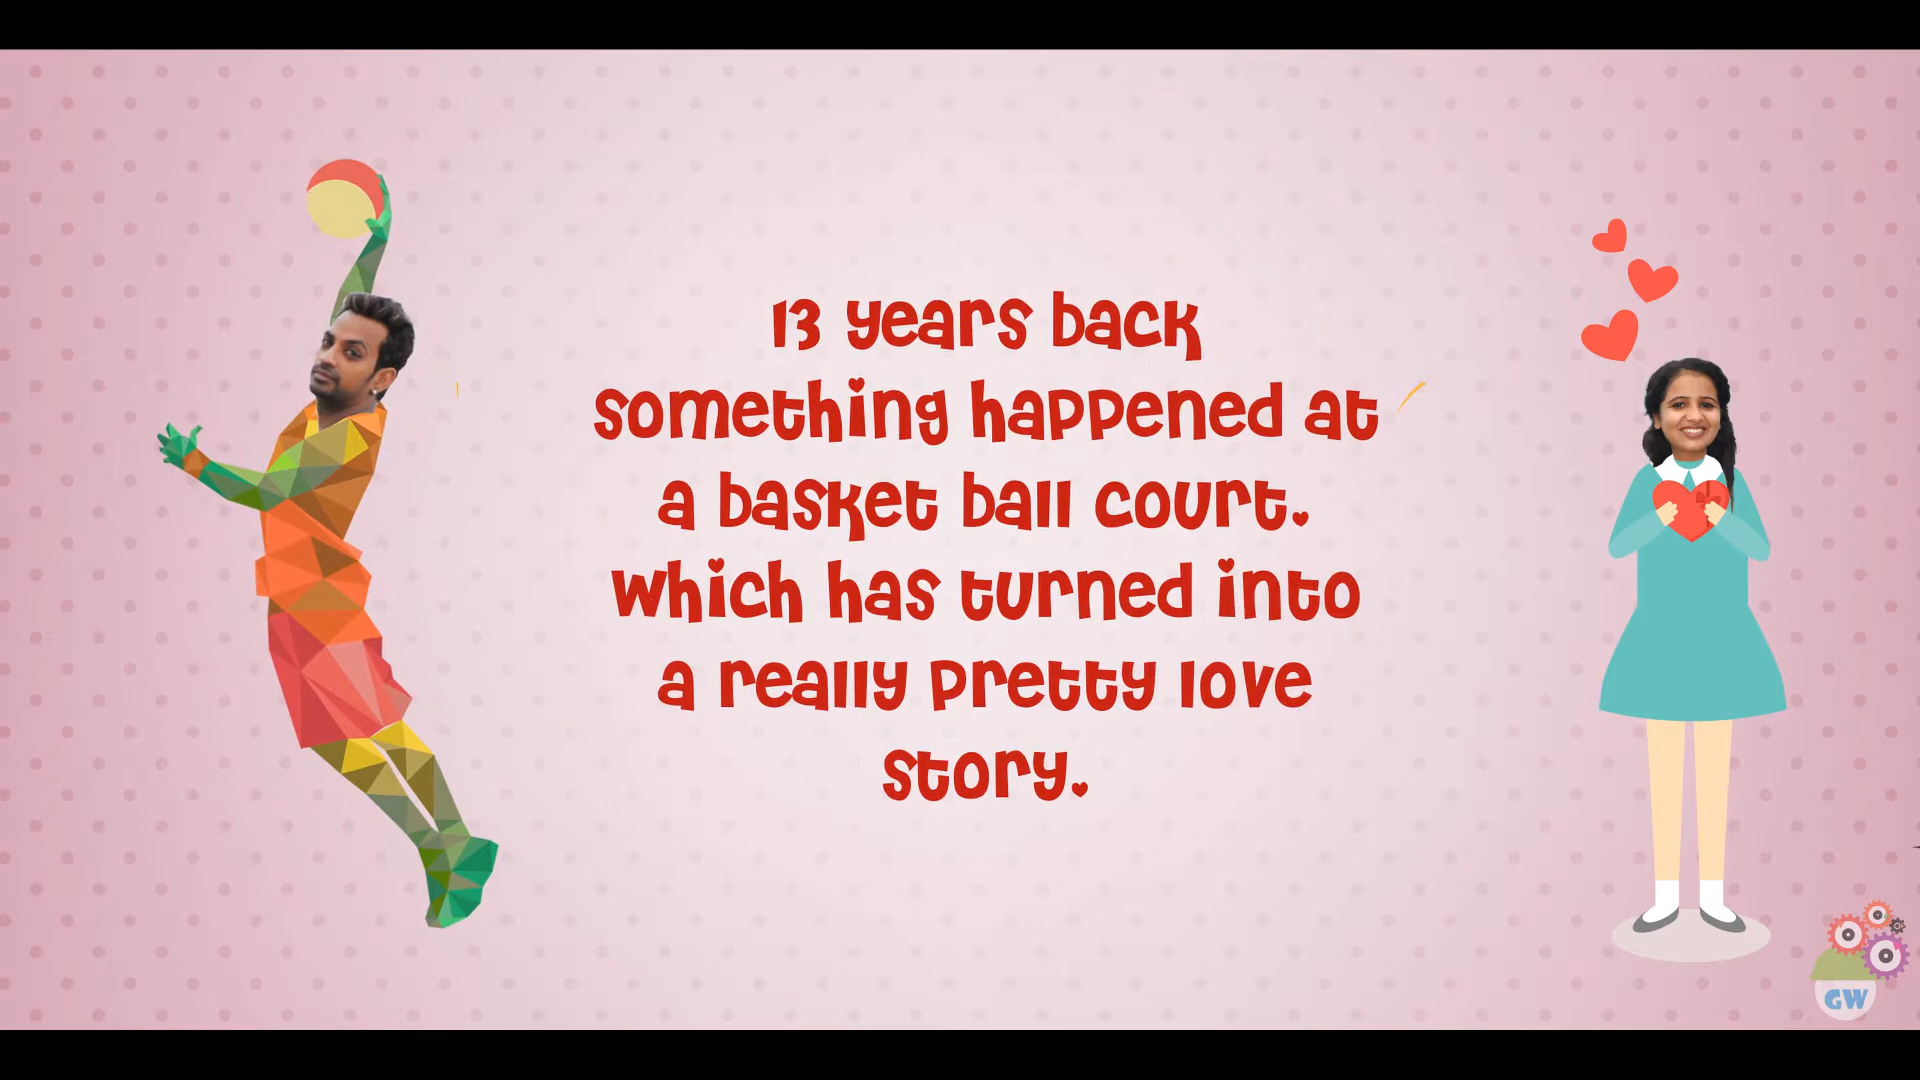 13 years back
something happened at
a basket ball court.
Which has turned into
a really pretty love
story.
GW